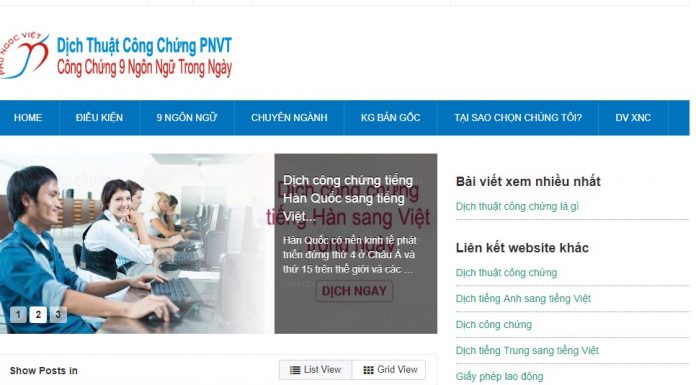 PHU NGOC VIET
Dịch Thuật Công Chứng PNVT
Công Chứng 9 Ngôn Ngữ Trong Ngày
HOME
ĐIỀU KIỆN
9 NGÔN NGỮ
CHUYÊN NGÀNH
KG BẢN GỐC
TẠI SAO CHỌN CHÚNG TÔI?
DV XNC
Dịch công chứng tiếng
Hàn Quốc sang tiếng
Việt...
Hàn Quốc có nền kinh tế phát
triển đứng thứ 4 ở Châu Á và
thứ 15 trên thế giới và các ...
Dịch công chứng
tiếng Hàn sang Việt
trong ngày
DỊCH NGAY
1 2 3
Show Posts in
List View
Grid View
Bài viết xem nhiều nhất
Dịch thuật công chứng là gì
Liên kết website khác
Dịch thuật công chứng
Dịch tiếng Anh sang tiếng Việt
Dịch công chứng
Dịch tiếng Trung sang tiếng Việt
Giấy phép lao động